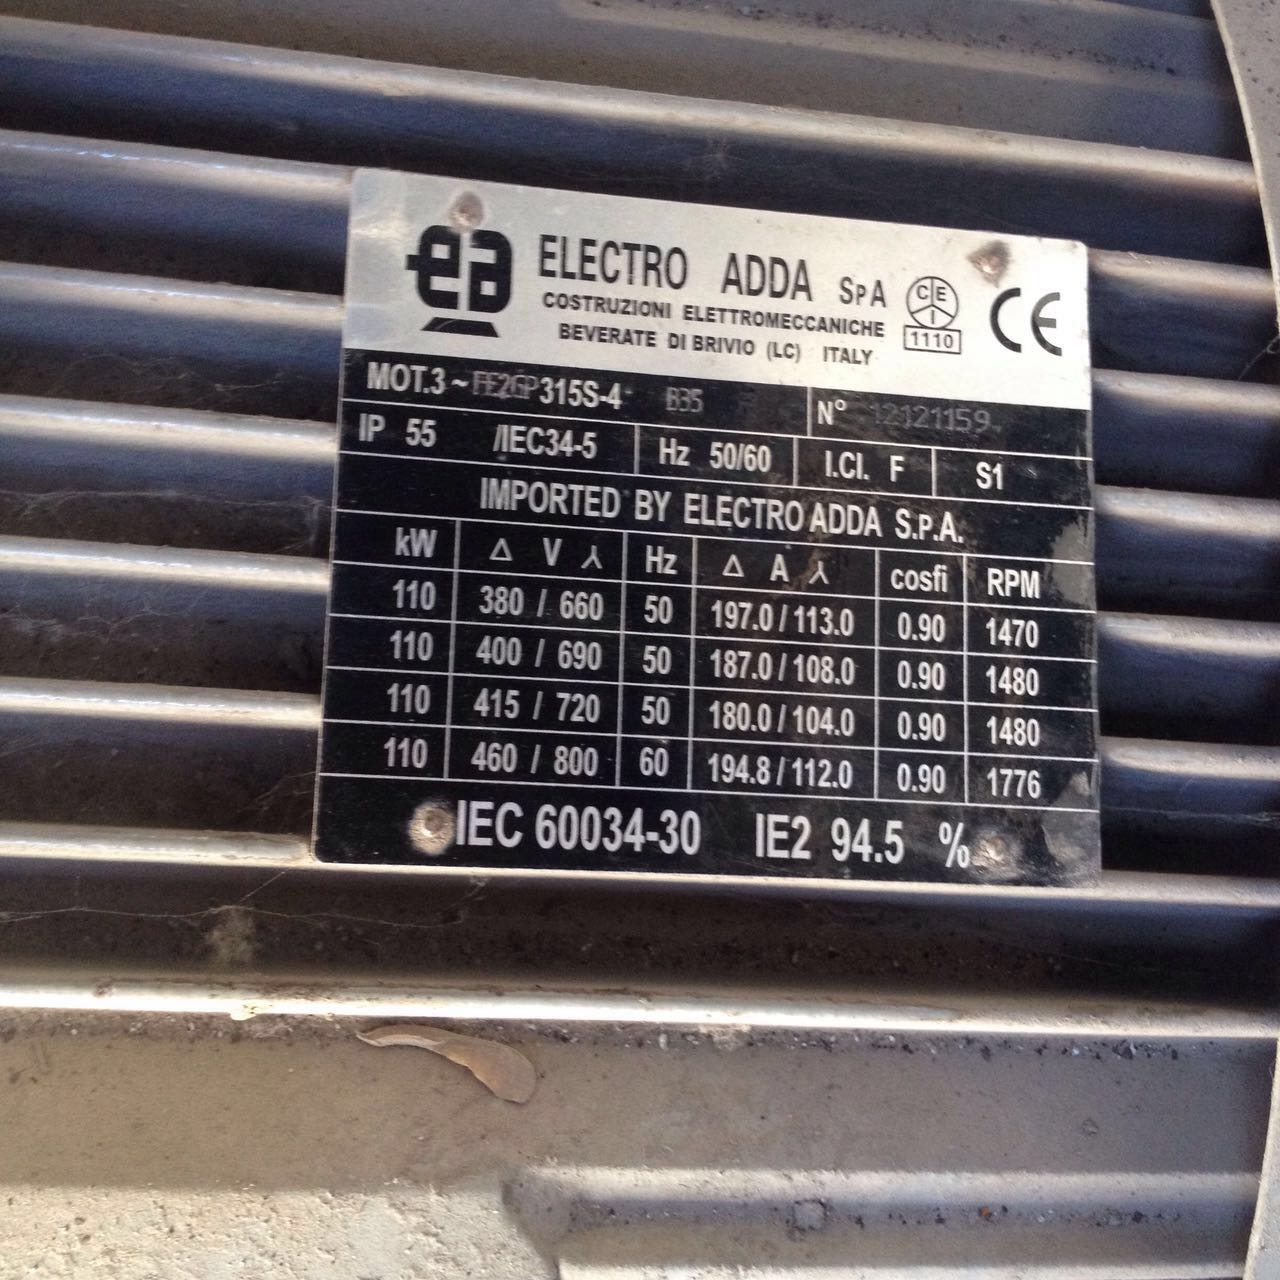 ea ELECTRO ADDA SpA
COSTRUZIONI ELETTROMECCANICHE
BEVERATE DI BRIVIO (LC) ITALY
CEI 1110 CE
MOT.3~ FE2GP 315S-4 B35 N° 12121159
IP 55 /IEC34-5 Hz 50/60 I.Cl. F S1
IMPORTED BY ELECTRO ADDA S.P.A.
kW Δ V ⅄ Hz Δ A ⅄ cosfi RPM
110 380 / 660 50 197.0 / 113.0 0.90 1470
110 400 / 690 50 187.0 / 108.0 0.90 1480
110 415 / 720 50 180.0 / 104.0 0.90 1480
110 460 / 800 60 194.8 / 112.0 0.90 1776
IEC 60034-30 IE2 94.5 %